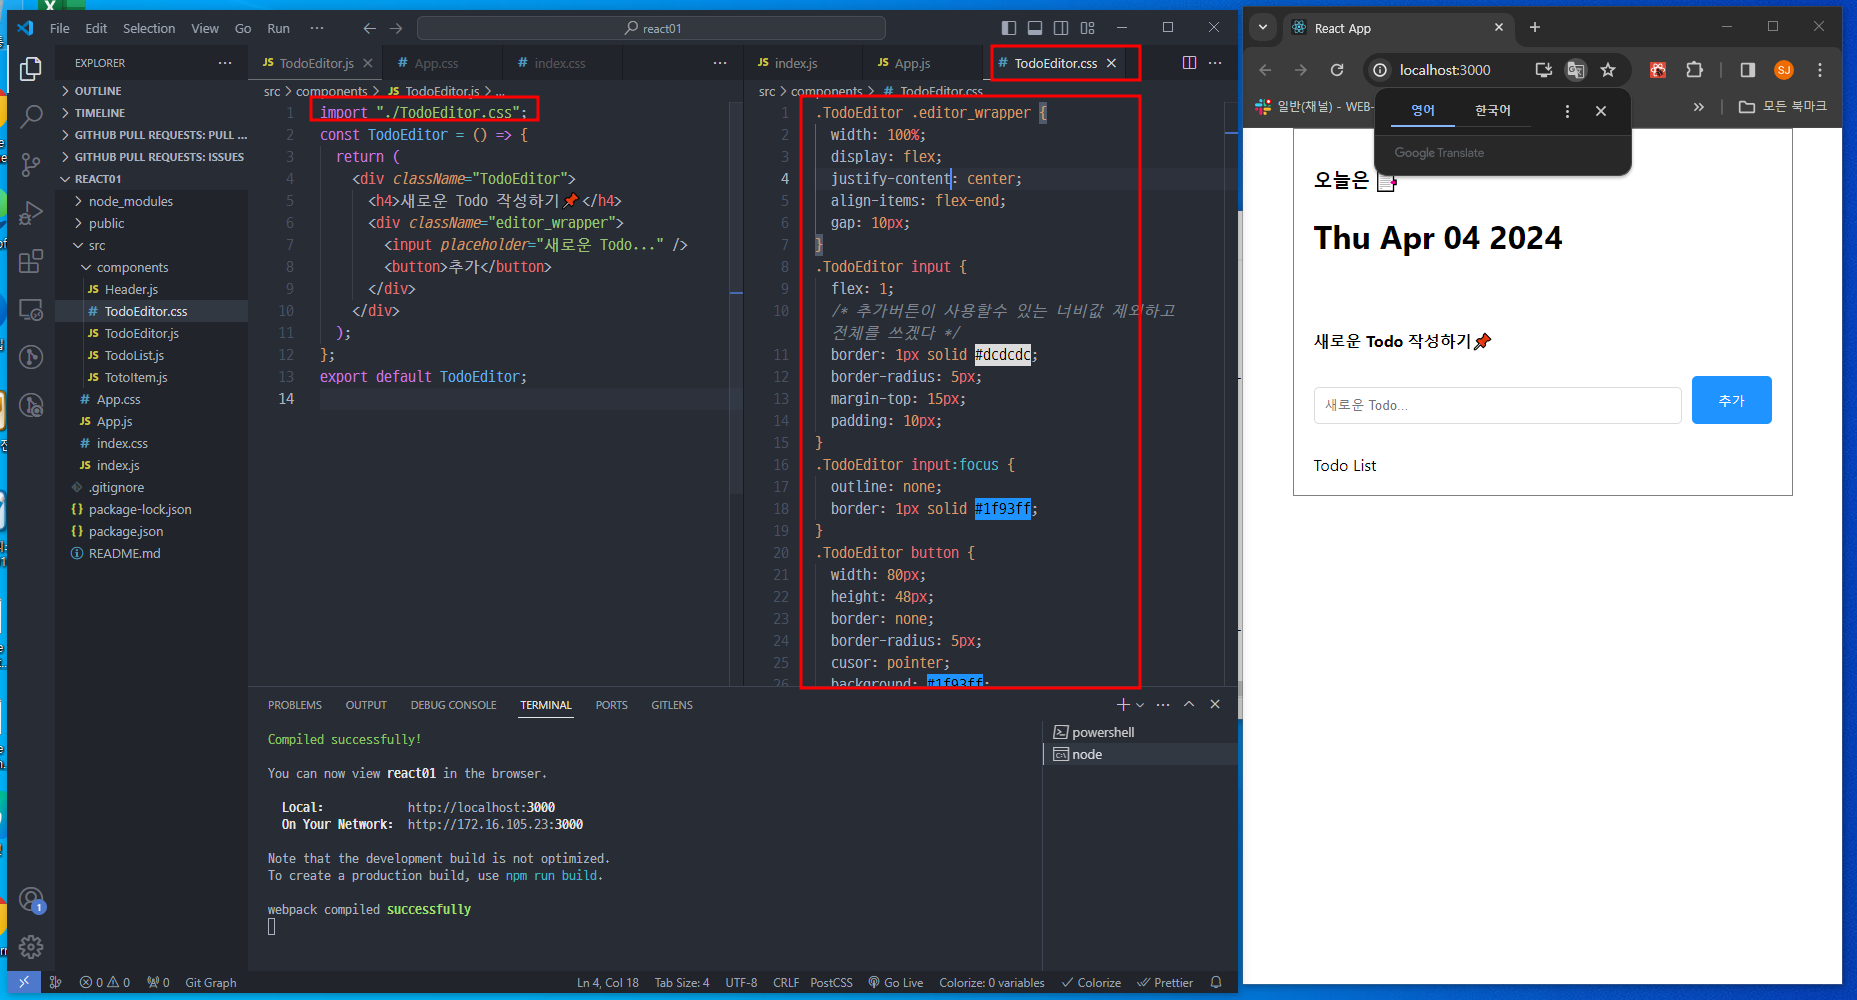 File Edit Selection View Go Run ··· react01
EXPLORER ···
OUTLINE
TIMELINE
GITHUB PULL REQUESTS: PULL ...
GITHUB PULL REQUESTS: ISSUES
REACT01
node_modules
public
src
components
JS Header.js
# TodoEditor.css
JS TodoEditor.js
JS TodoList.js
JS TotoItem.js
# App.css
JS App.js
# index.css
JS index.js
.gitignore
{} package-lock.json
{} package.json
README.md
1
JS TodoEditor.js
# App.css
# index.css
···
src > components > JS TodoEditor.js > ...
1 import "./TodoEditor.css";
2 const TodoEditor = () => {
3 return (
4 <div className="TodoEditor">
5 <h4>새로운 Todo 작성하기📌</h4>
6 <div className="editor_wrapper">
7 <input placeholder="새로운 Todo..." />
8 <button>추가</button>
9 </div>
10 </div>
11 );
12 };
13 export default TodoEditor;
14
JS index.js
JS App.js
# TodoEditor.css
···
src > components > # TodoEditor.css
1 .TodoEditor .editor_wrapper {
2 width: 100%;
3 display: flex;
4 justify-content: center;
5 align-items: flex-end;
6 gap: 10px;
7 }
8 .TodoEditor input {
9 flex: 1;
10 /* 추가버튼이 사용할수 있는 너비값 제외하고
전체를 쓰겠다 */
11 border: 1px solid #dcdcdc;
12 border-radius: 5px;
13 margin-top: 15px;
14 padding: 10px;
15 }
16 .TodoEditor input:focus {
17 outline: none;
18 border: 1px solid #1f93ff;
19 }
20 .TodoEditor button {
21 width: 80px;
22 height: 48px;
23 border: none;
24 border-radius: 5px;
25 cusor: pointer;
26 background: #1f93ff;
PROBLEMS OUTPUT DEBUG CONSOLE TERMINAL PORTS GITLENS
Compiled successfully!
You can now view react01 in the browser.
Local: http://localhost:3000
On Your Network: http://172.16.105.23:3000
Note that the development build is not optimized.
To create a production build, use npm run build.
webpack compiled successfully
powershell
node
0 0 0 Git Graph Ln 4, Col 18 Tab Size: 4 UTF-8 CRLF PostCSS Go Live Colorize: 0 variables Colorize Prettier
React App
localhost:3000
SJ
일반(채널) - WEB-
»
모든 북마크
영어 한국어
Google Translate
오늘은
Thu Apr 04 2024
새로운 Todo 작성하기📌
새로운 Todo...
추가
Todo List